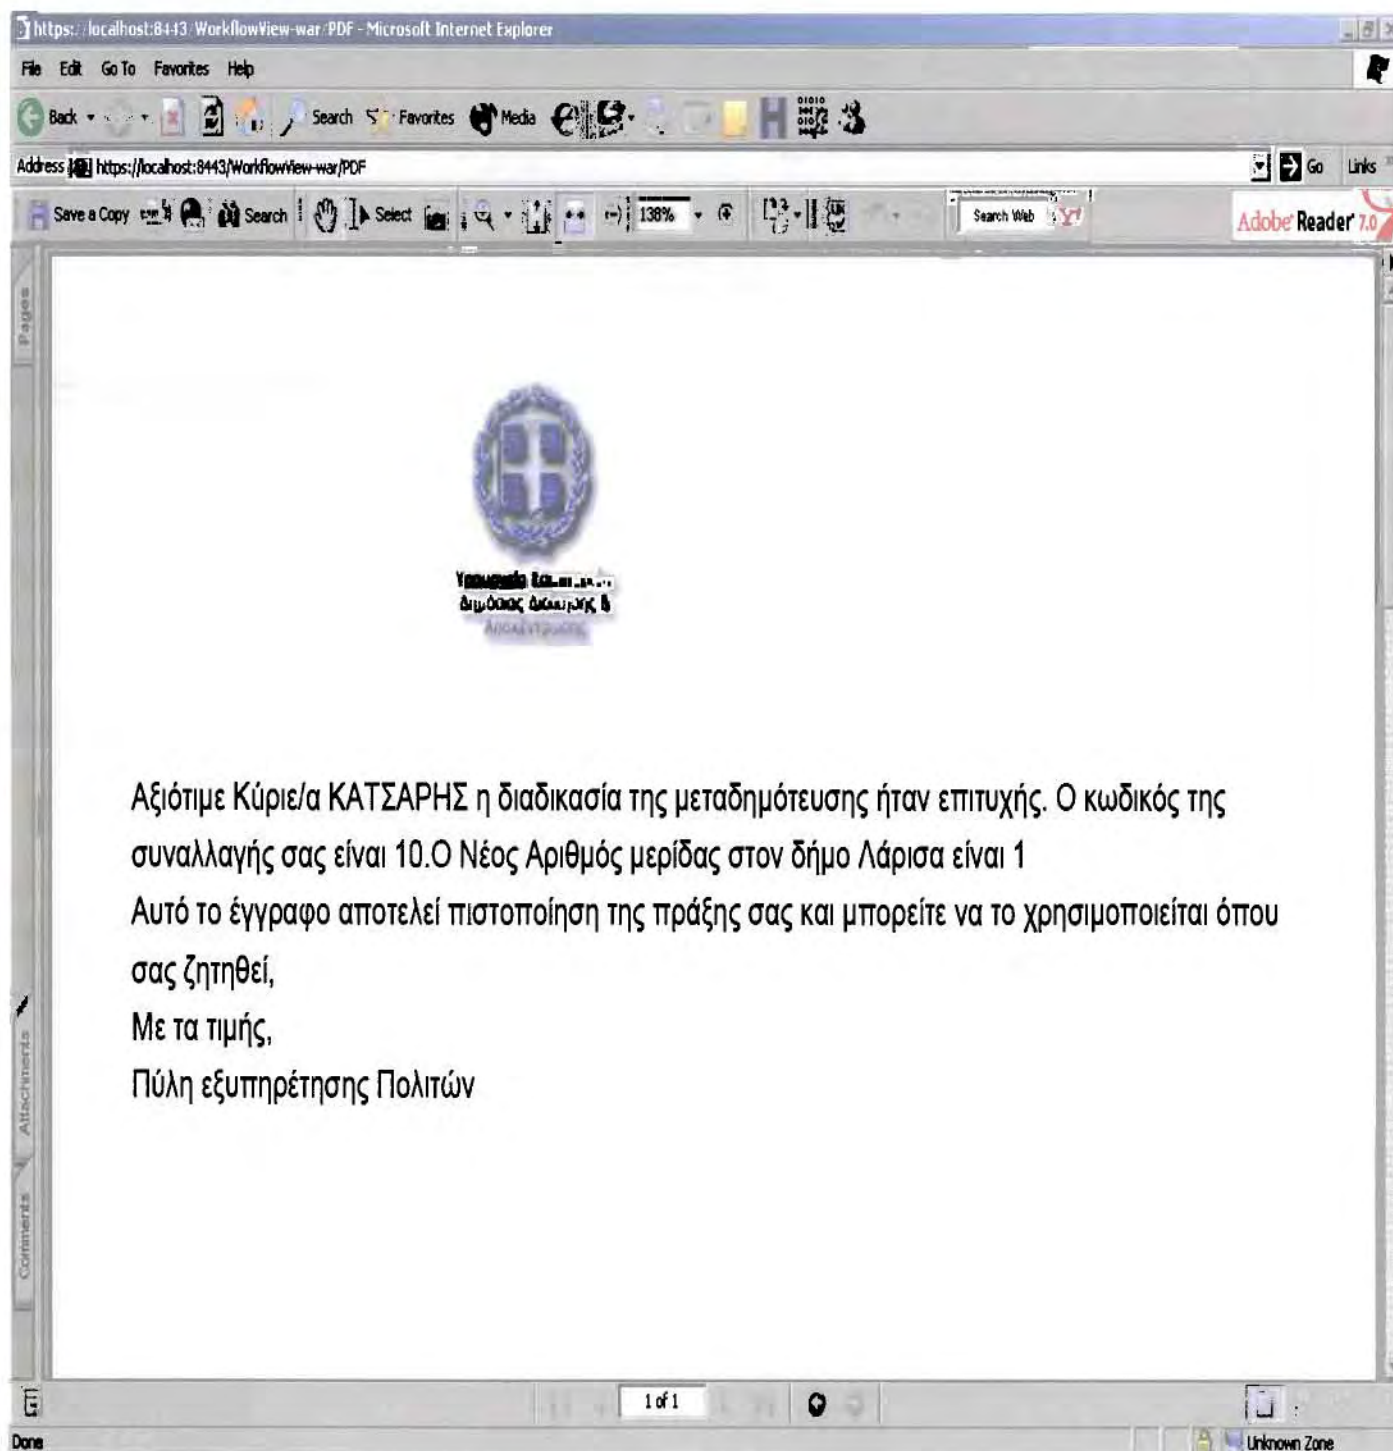 https://localhost:8443/WorkflowView-war/PDF - Microsoft Internet Explorer
File Edit Go To Favorites Help
Back Search Favorites Media
Address https://localhost:8443/WorkflowView-war/PDF Go Links
Save a Copy Search Select 138% Search Web Y! Adobe Reader 7.0
Pages
Δημόσιας &
Αποκέντρωσης
Αξιότιμε Κύριε/α ΚΑΤΣΑΡΗΣ η διαδικασία της μεταδημότευσης ήταν επιτυχής. Ο κωδικός της
συναλλαγής σας είναι 10.Ο Νέος Αριθμός μερίδας στον δήμο Λάρισα είναι 1
Αυτό το έγγραφο αποτελεί πιστοποίηση της πράξης σας και μπορείτε να το χρησιμοποιείται όπου
σας ζητηθεί,
Με τα τιμής,
Πύλη εξυπηρέτησης Πολιτών
Attachments
Comments
1 of 1
Done Unknown Zone